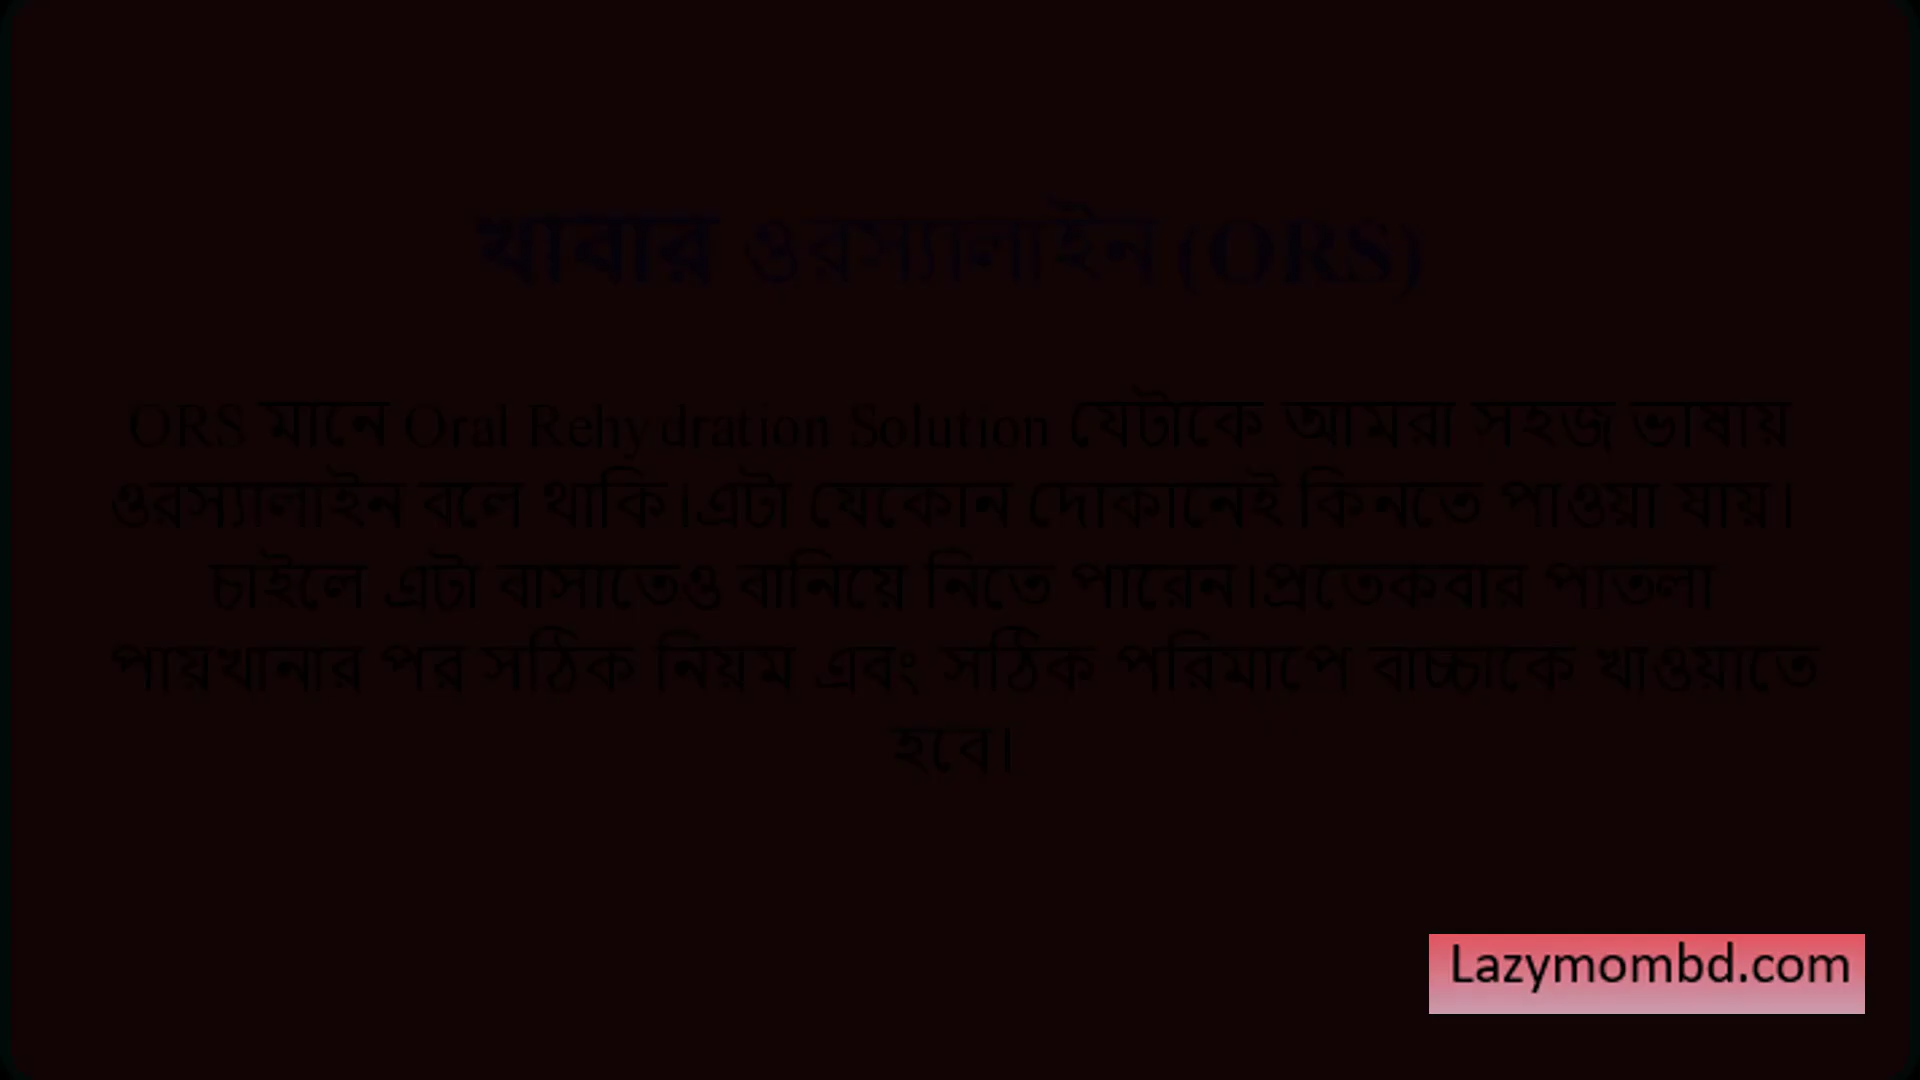 খাবার ওরস্যালাইন (ORS)
ORS মানে Oral Rehydration Solution যেটাকে আমরা সহজ ভাষায়
ওরস্যালাইন বলে থাকি।এটা যেকোন দোকানেই কিনতে পাওয়া যায়।
চাইলে এটা বাসাতেও বানিয়ে নিতে পারেন।প্রতেকবার পাতলা
পায়খানার পর সঠিক নিয়ম এবং সঠিক পরিমাপে বাচ্চাকে খাওয়াতে
হবে।
Lazymombd.com